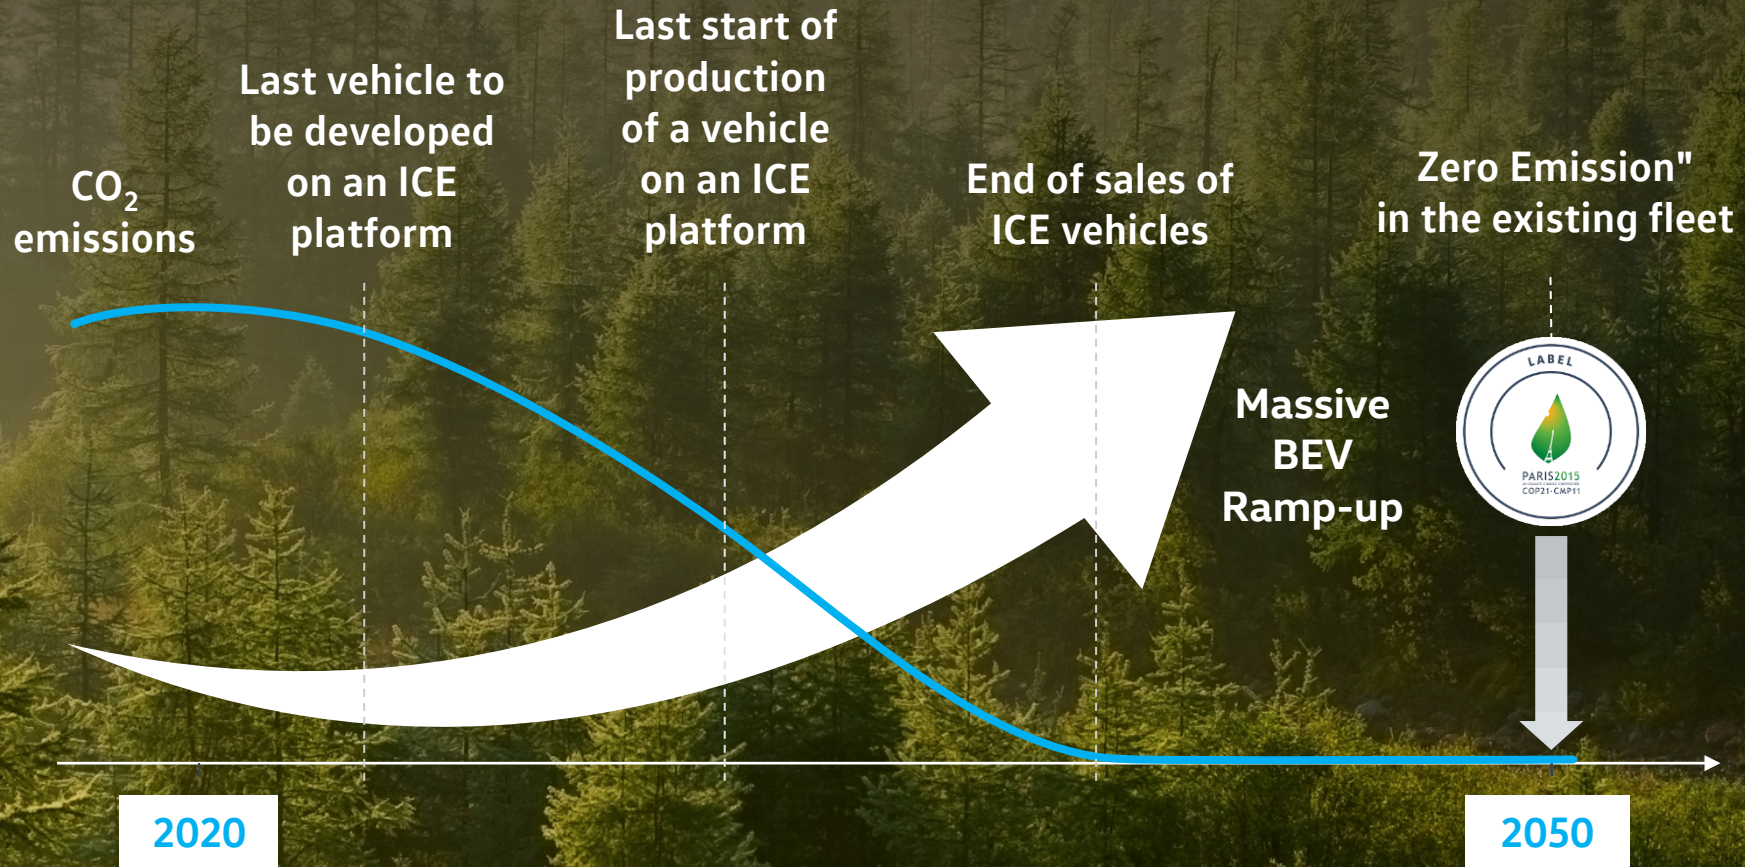 CO₂
emissions
Last vehicle to
be developed
on an ICE
platform
Last start of
production
of a vehicle
on an ICE
platform
End of sales of
ICE vehicles
Zero Emission"
in the existing fleet
Massive
BEV
Ramp-up
LABEL
PARIS2015
COP21·CMP11
2020
2050